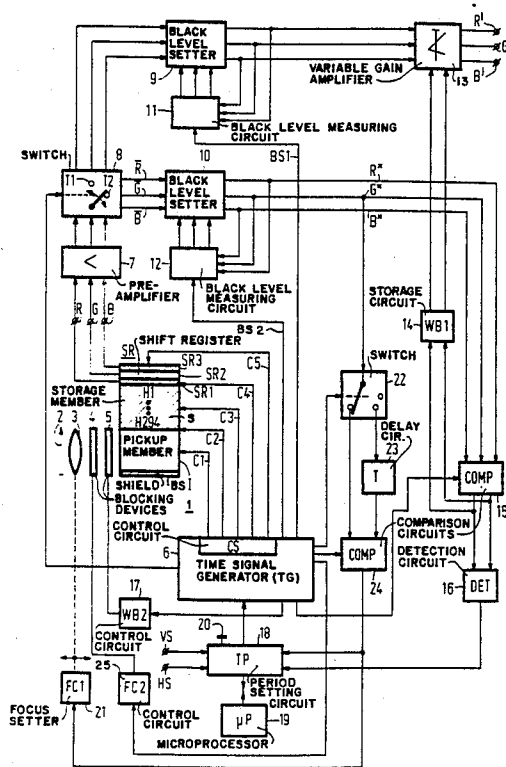 BLACK
LEVEL
SETTER
9
R'
G'
B'
VARIABLE GAIN
AMPLIFIER
13
11
BLACK LEVEL MEASURING
CIRCUIT
BS1
SWITCH
8
T1
T2
10
R̅
G̅
B̅
BLACK
LEVEL
SETTER
R*
G*
B*
<
7
PRE-
AMPLIFIER
12
BLACK LEVEL
MEASURING
CIRCUIT
BS2
STORAGE
CIRCUIT
14
WB1
R
G
B
SHIFT REGISTER
SR
SR3
SR2
SR1
C5
C4
C3
C2
C1
STORAGE
MEMBER
H1
H294
S
SWITCH
22
DELAY
CIR.
T
23
2
3
4
5
PICKUP
MEMBER
SHIELD
BS
I
1
BLOCKING
DEVICES
COMP
15
CONTROL
CIRCUIT
CS
COMPARISON
CIRCUITS
6
TIME SIGNAL
GENERATOR (TG)
COMP
24
DETECTION
CIRCUIT
16
DET
17
WB2
CONTROL
CIRCUIT
20
18
VS
HS
TP
PERIOD
SETTING
CIRCUIT
25
FC1
FC2
FOCUS
SETTER
21
CONTROL
CIRCUIT
µP
19
MICROPROCESSOR